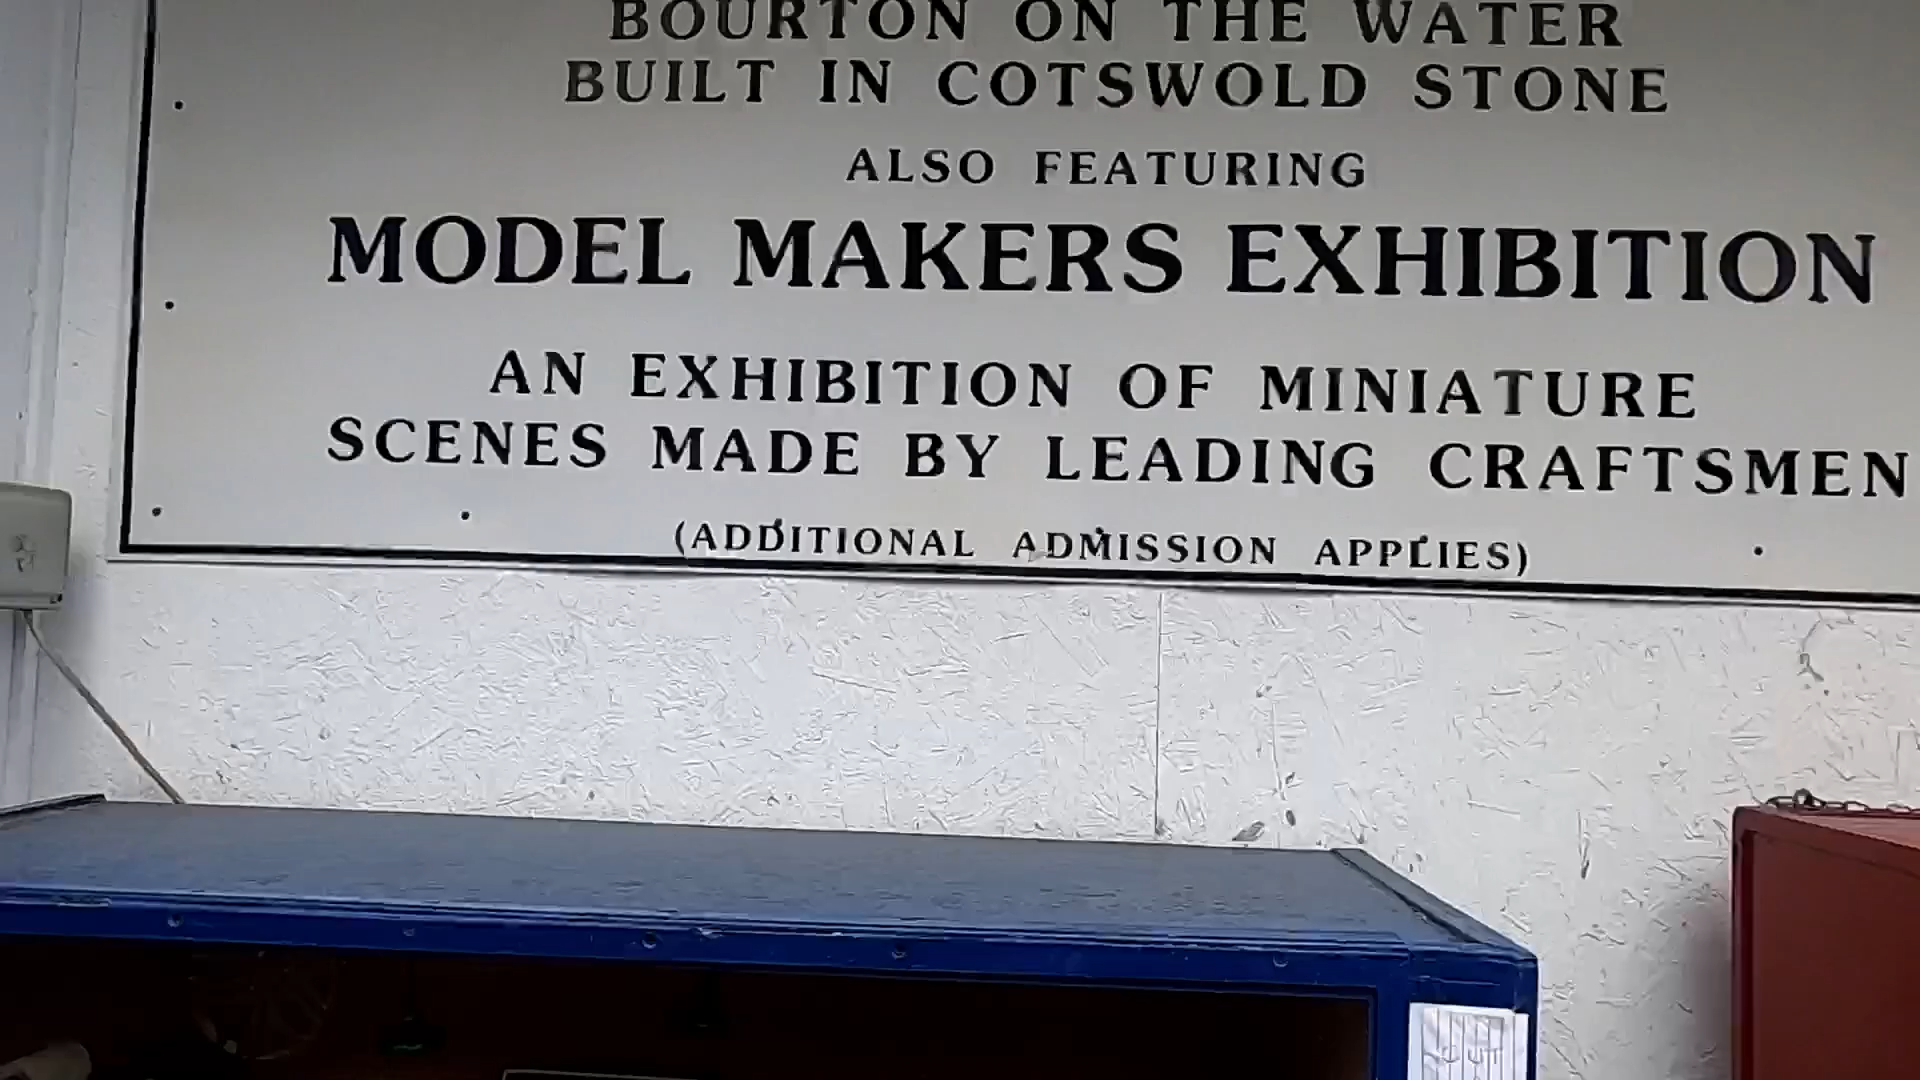 BOURTON ON THE WATER
BUILT IN COTSWOLD STONE
ALSO FEATURING
MODEL MAKERS EXHIBITION
AN EXHIBITION OF MINIATURE
SCENES MADE BY LEADING CRAFTSMEN
(ADDITIONAL ADMISSION APPLIES)